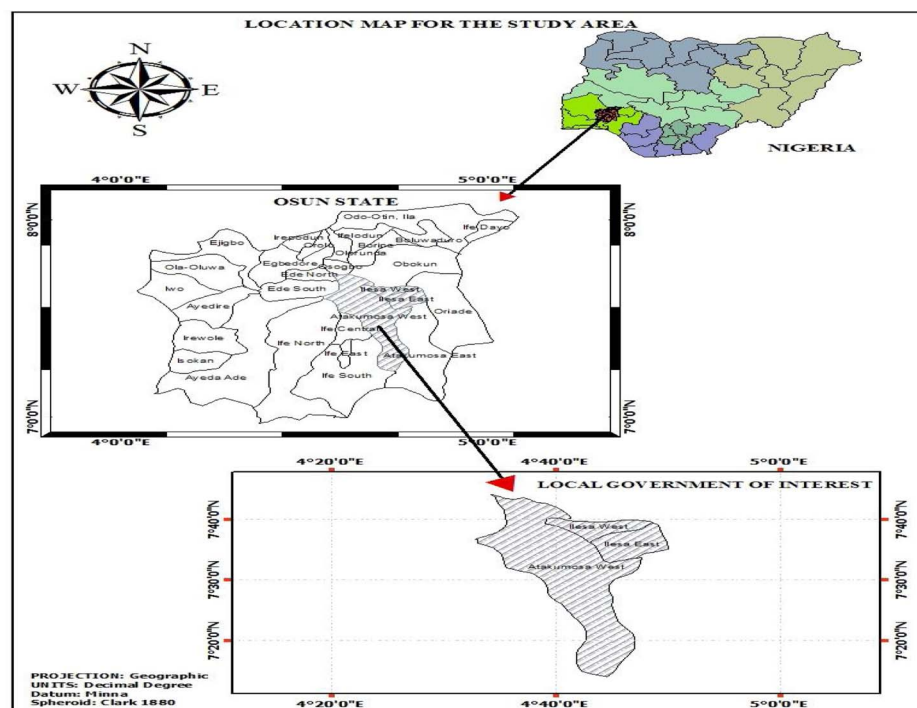 LOCATION MAP FOR THE STUDY AREA
N
W E
S
NIGERIA
4°0'0"E 5°0'0"E
OSUN STATE
8°0'0"N 8°0'0"N
Odo-Otin, Ila
Ife Dayo
Irepodun Ifelodun
Ejigbo Orolu Boripe Boluwaduro
Olorunda
Ola-Oluwa Egbedore Osogbo Obokun
Ede North
Iwo Ede South Ilesa West
Ilesa East
Ayedire Atakumosa West Oriade
Ife Central
Irewole Ife North
Ife East Atakumosa East
Isokan
Ayeda Ade Ife South
7°0'0"N 7°0'0"N
4°0'0"E 5°0'0"E
4°20'0"E 4°40'0"E 5°0'0"E
LOCAL GOVERNMENT OF INTEREST
7°40'0"N 7°40'0"N
Ilesa West
Ilesa East
Atakumosa West
7°30'0"N 7°30'0"N
7°20'0"N 7°20'0"N
4°20'0"E 4°40'0"E 5°0'0"E
PROJECTION: Geographic
UNITS: Decimal Degree
Datum: Minna
Spheroid: Clark 1880